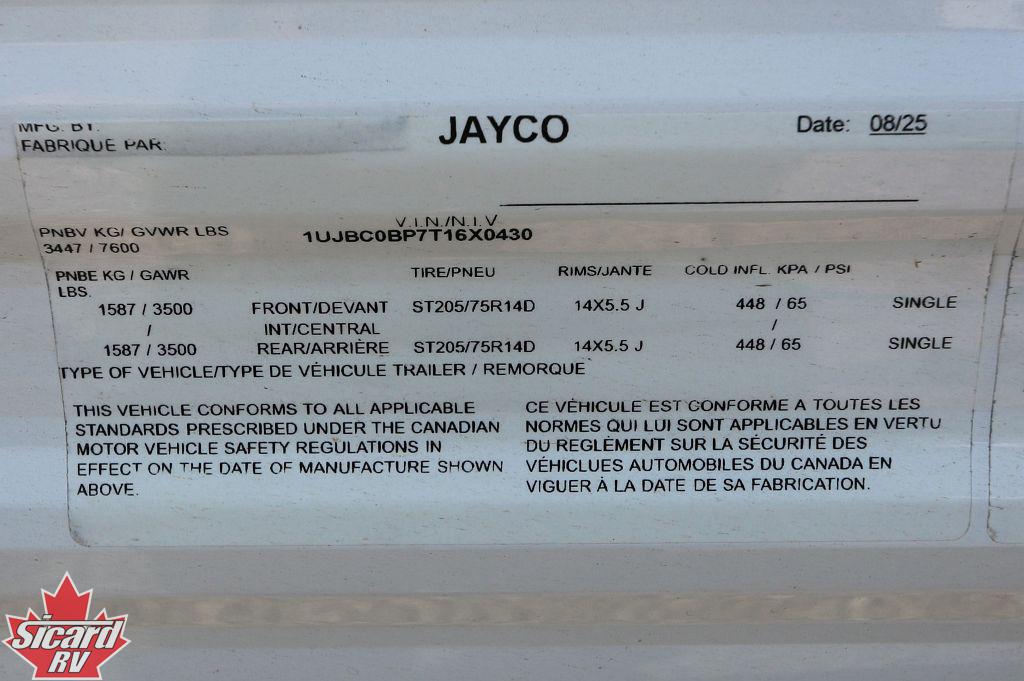 MFG. BY.
FABRIQUE PAR:
JAYCO
Date: 08/25
V.I.N./N.I.V
PNBV KG/ GVWR LBS
1UJBC0BP7T16X0430
3447 / 7600
PNBE KG / GAWR TIRE/PNEU RIMS/JANTE COLD INFL. KPA / PSI
LBS.
1587 / 3500 FRONT/DEVANT ST205/75R14D 14X5.5 J 448 / 65 SINGLE
/ INT/CENTRAL /
1587 / 3500 REAR/ARRIÈRE ST205/75R14D 14X5.5 J 448 / 65 SINGLE
TYPE OF VEHICLE/TYPE DE VÉHICULE TRAILER / REMORQUE
THIS VEHICLE CONFORMS TO ALL APPLICABLE
STANDARDS PRESCRIBED UNDER THE CANADIAN
MOTOR VEHICLE SAFETY REGULATIONS IN
EFFECT ON THE DATE OF MANUFACTURE SHOWN
ABOVE.
CE VÉHICULE EST CONFORME A TOUTES LES
NORMES QUI LUI SONT APPLICABLES EN VERTU
DU REGLÈMENT SUR LA SÉCURITÉ DES
VÉHICLUES AUTOMOBILES DU CANADA EN
VIGUER À LA DATE DE SA FABRICATION.
Sicard
RV